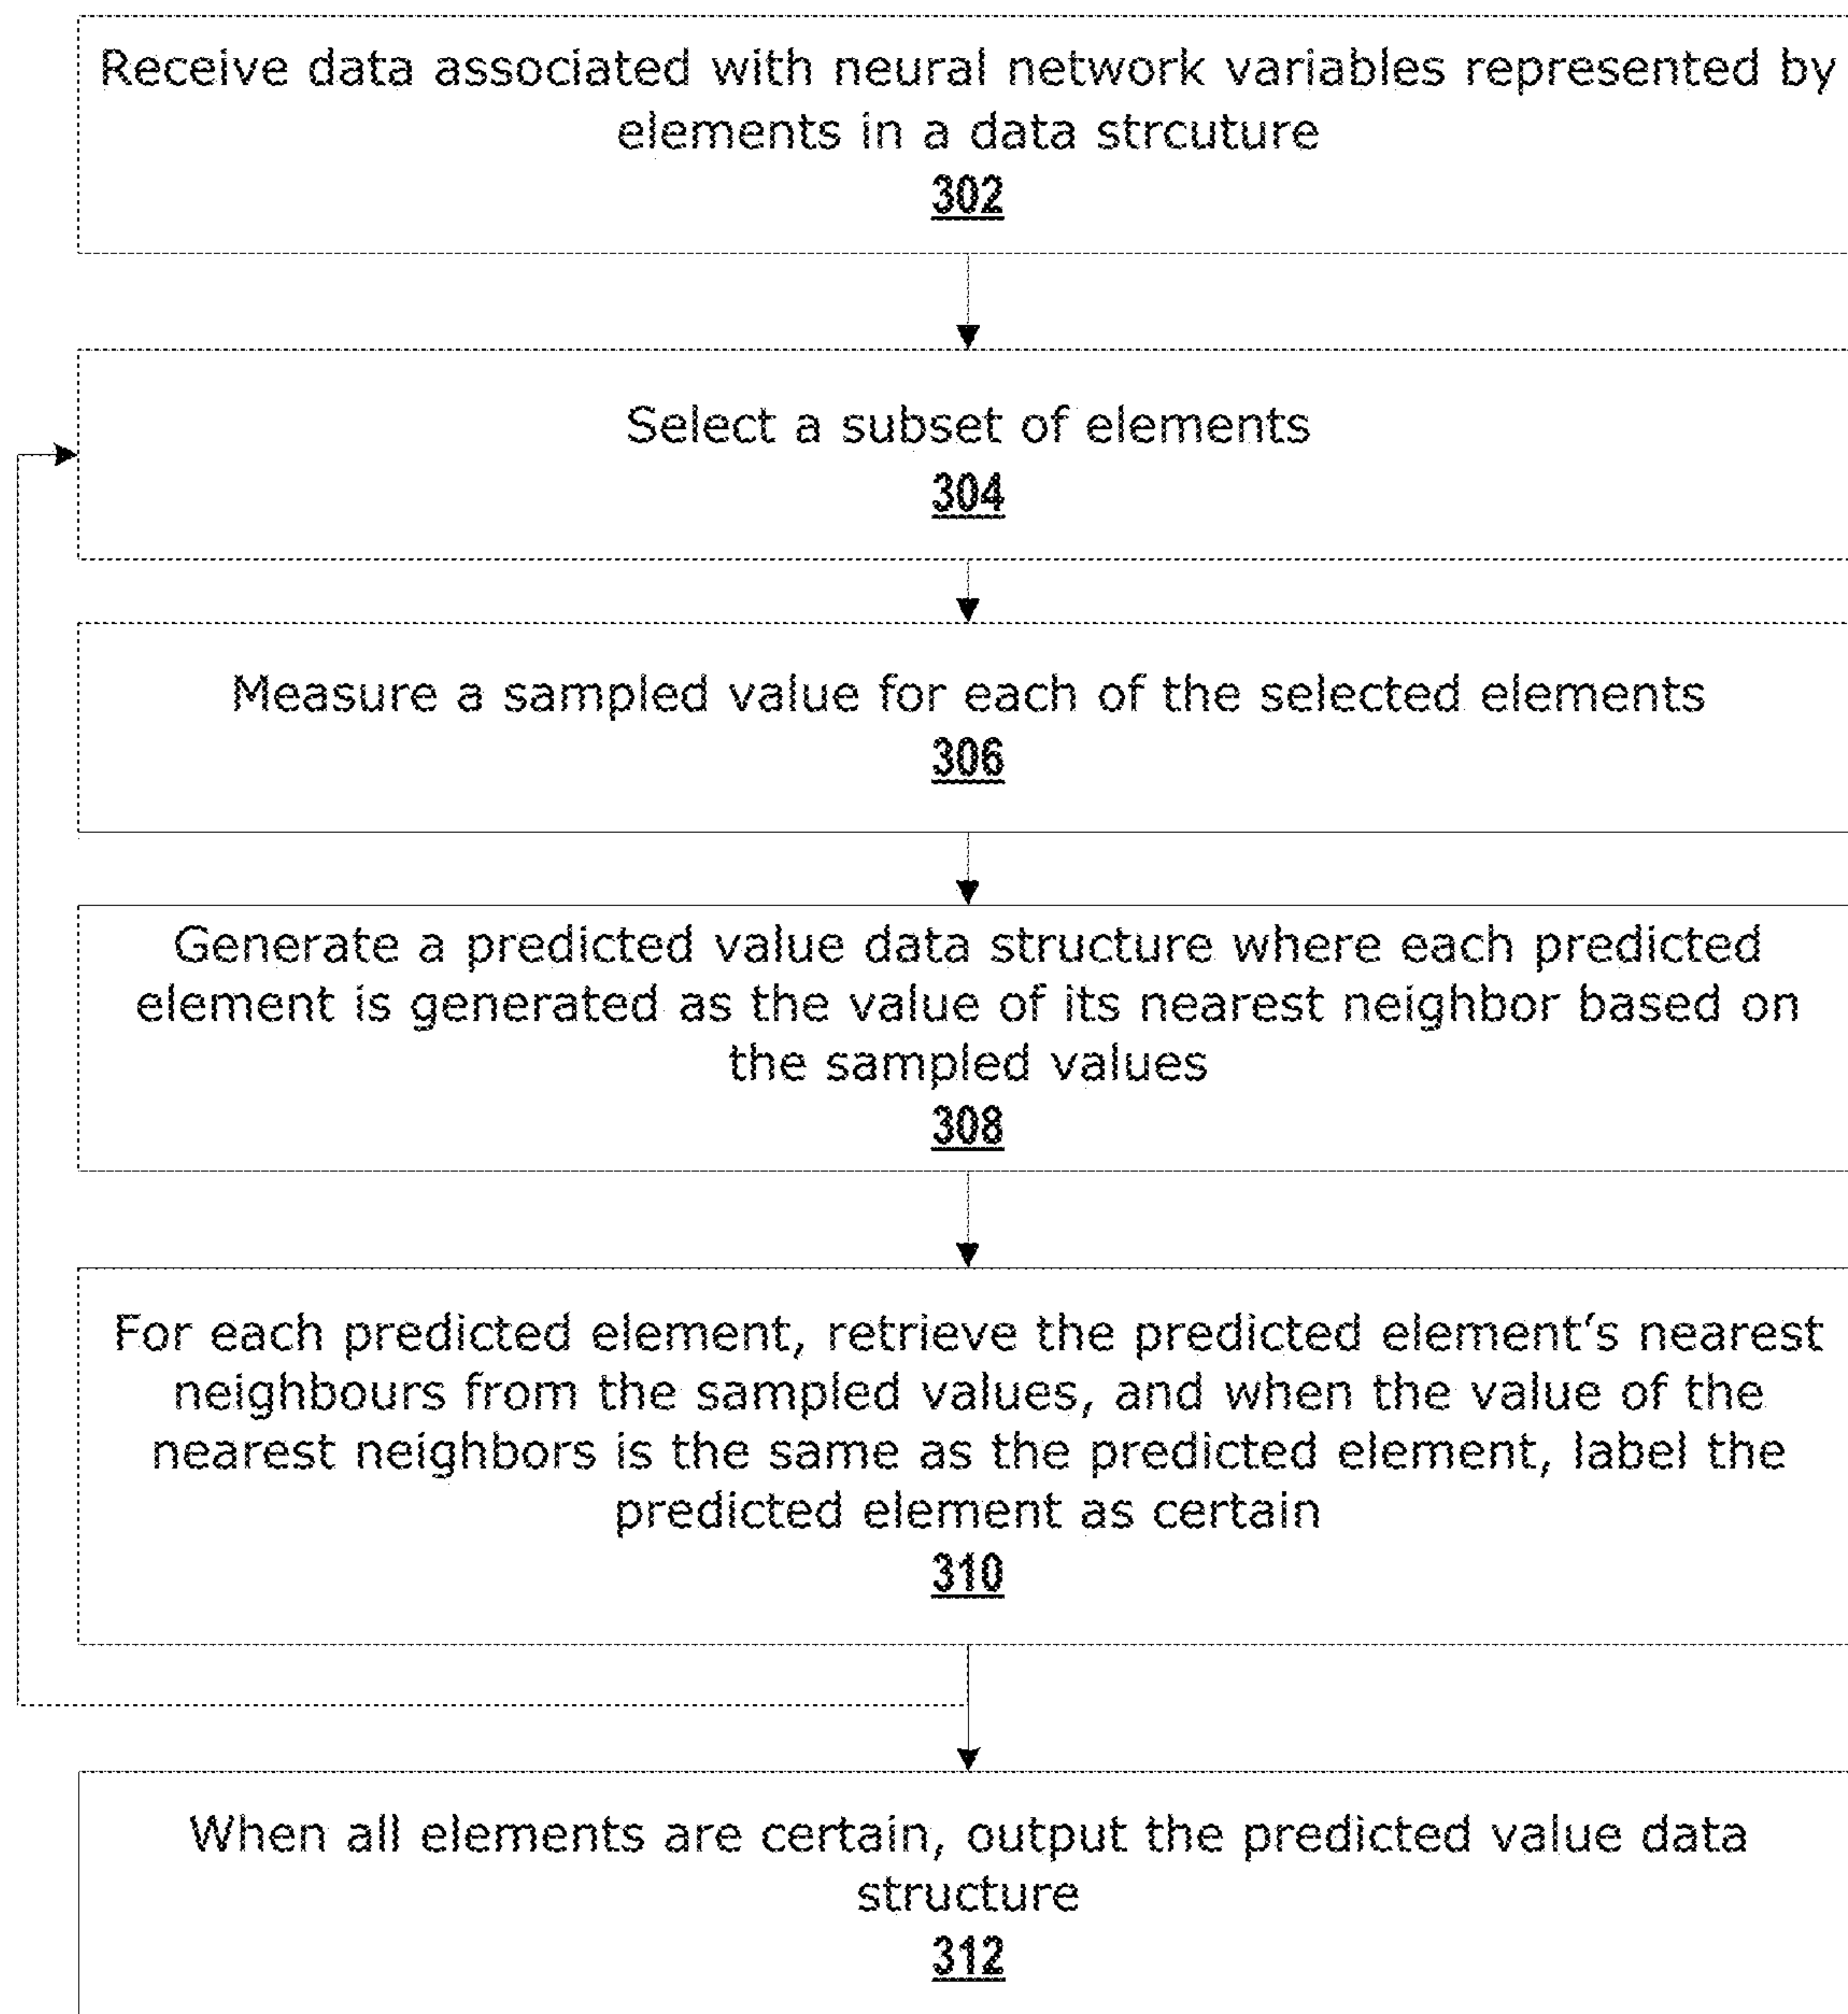 Receive data associated with neural network variables represented by
elements in a data strcuture
302
Select a subset of elements
304
Measure a sampled value for each of the selected elements
306
Generate a predicted value data structure where each predicted
element is generated as the value of its nearest neighbor based on
the sampled values
308
For each predicted element, retrieve the predicted element's nearest
neighbours from the sampled values, and when the value of the
nearest neighbors is the same as the predicted element, label the
predicted element as certain
310
When all elements are certain, output the predicted value data
structure
312